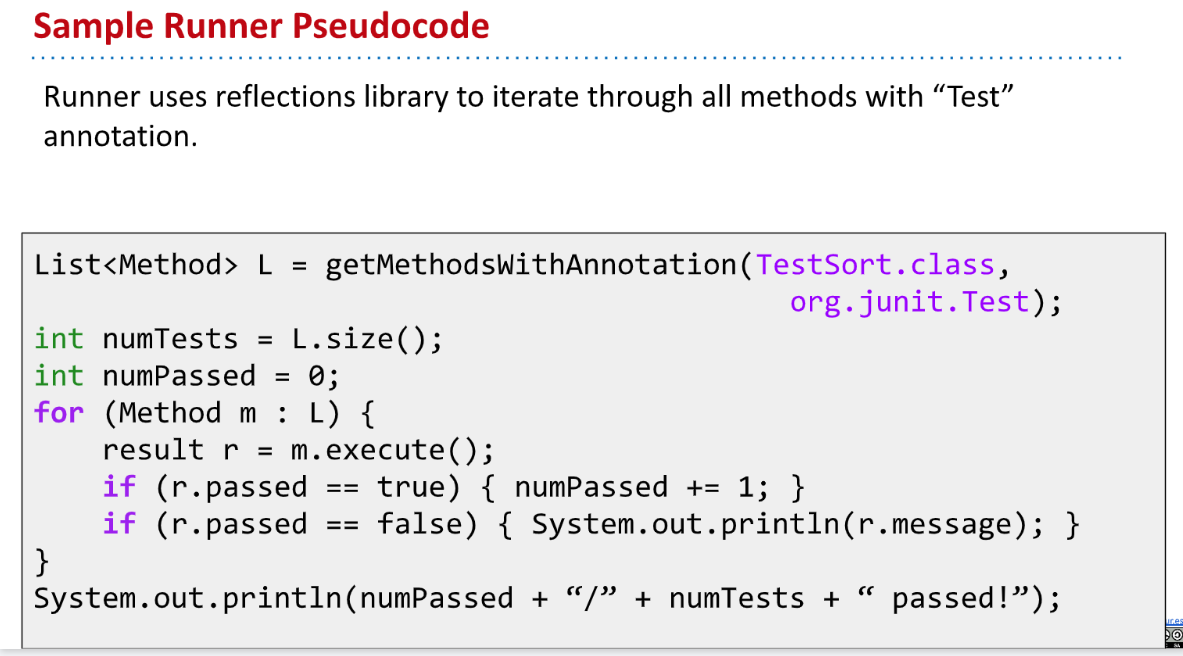 Sample Runner Pseudocode
Runner uses reflections library to iterate through all methods with “Test”
annotation.
List<Method> L = getMethodsWithAnnotation(TestSort.class,
                                             org.junit.Test);
int numTests = L.size();
int numPassed = 0;
for (Method m : L) {
    result r = m.execute();
    if (r.passed == true) { numPassed += 1; }
    if (r.passed == false) { System.out.println(r.message); }
}
System.out.println(numPassed + “/” + numTests + “ passed!”);